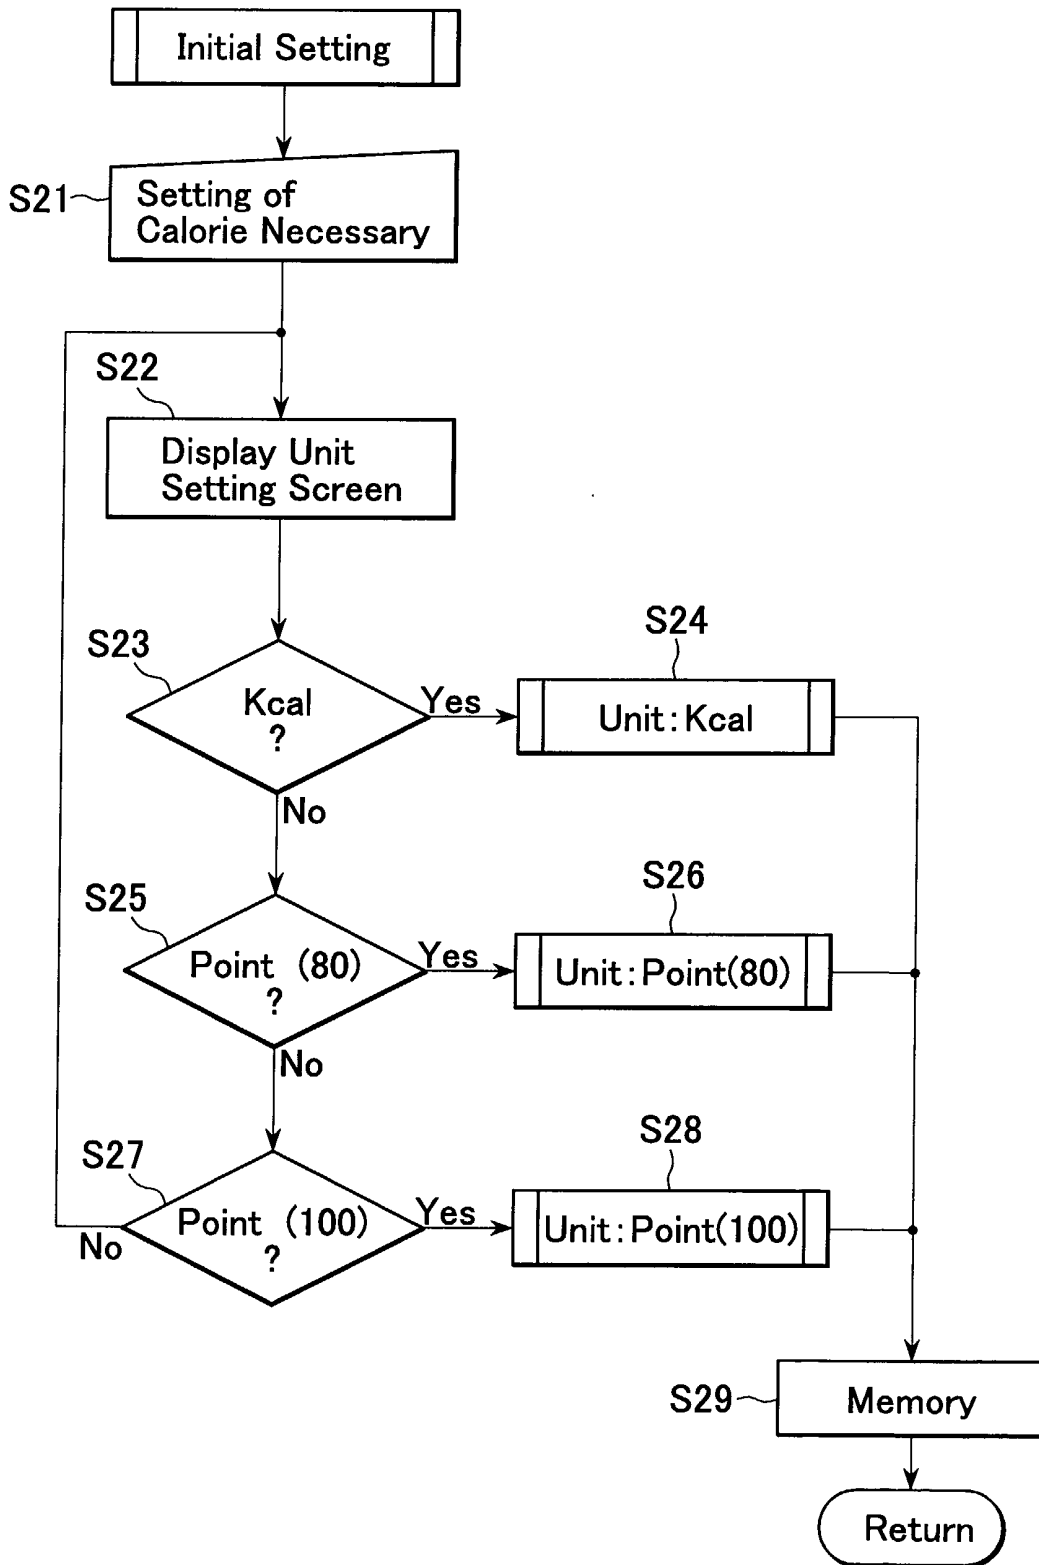 Initial Setting
S21
Setting of
Calorie Necessary
S22
Display Unit
Setting Screen
S23
Kcal
?
Yes
No
S24
Unit:Kcal
S25
Point (80)
?
Yes
No
S26
Unit:Point(80)
S27
Point (100)
?
Yes
No
S28
Unit:Point(100)
S29
Memory
Return